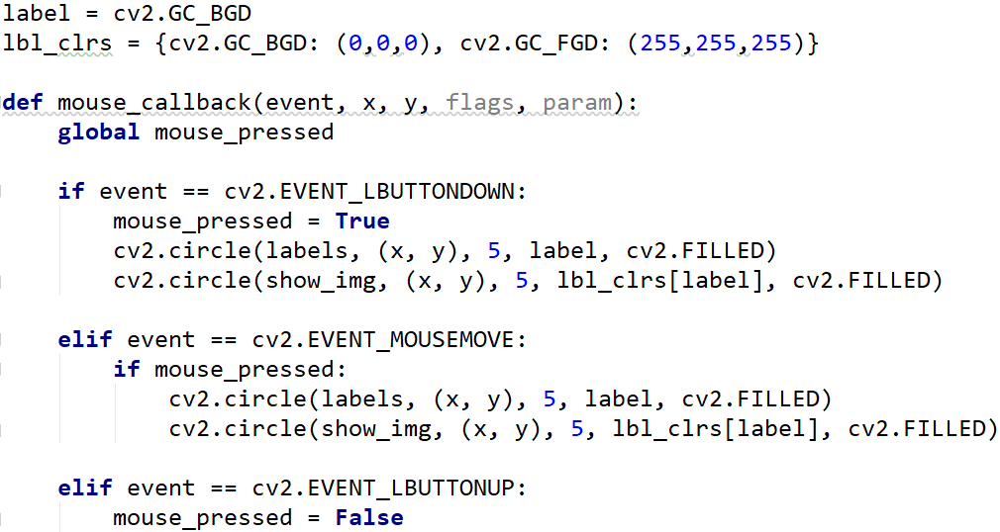 label = cv2.GC_BGD
lbl_clrs = {cv2.GC_BGD: (0,0,0), cv2.GC_FGD: (255,255,255)}
def mouse_callback(event, x, y, flags, param):
    global mouse_pressed
    if event == cv2.EVENT_LBUTTONDOWN:
        mouse_pressed = True
        cv2.circle(labels, (x, y), 5, label, cv2.FILLED)
        cv2.circle(show_img, (x, y), 5, lbl_clrs[label], cv2.FILLED)
    elif event == cv2.EVENT_MOUSEMOVE:
        if mouse_pressed:
            cv2.circle(labels, (x, y), 5, label, cv2.FILLED)
            cv2.circle(show_img, (x, y), 5, lbl_clrs[label], cv2.FILLED)
    elif event == cv2.EVENT_LBUTTONUP:
        mouse_pressed = False